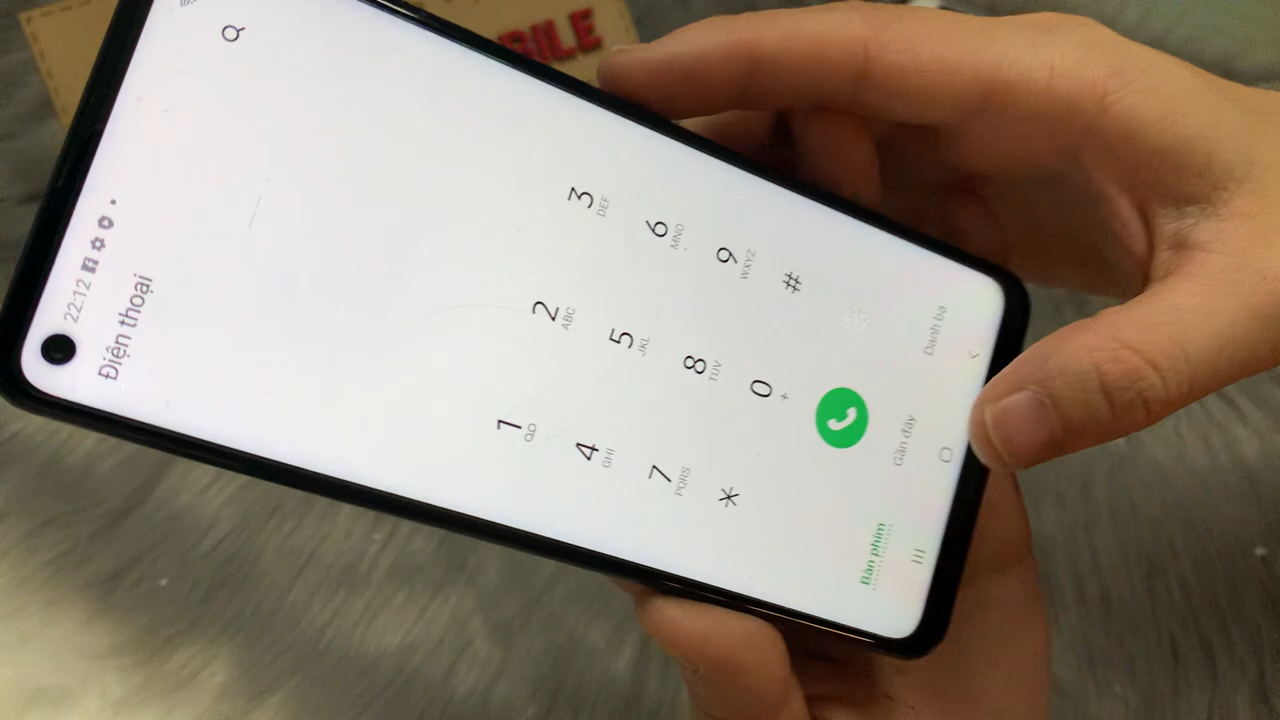 BILE
22:12
Điện thoại
1
2 ABC
3 DEF
4 GHI
5 JKL
6 MNO
7 PQRS
8 TUV
9 WXYZ
*
0 +
#
Bàn phím
Gần đây
Danh bạ